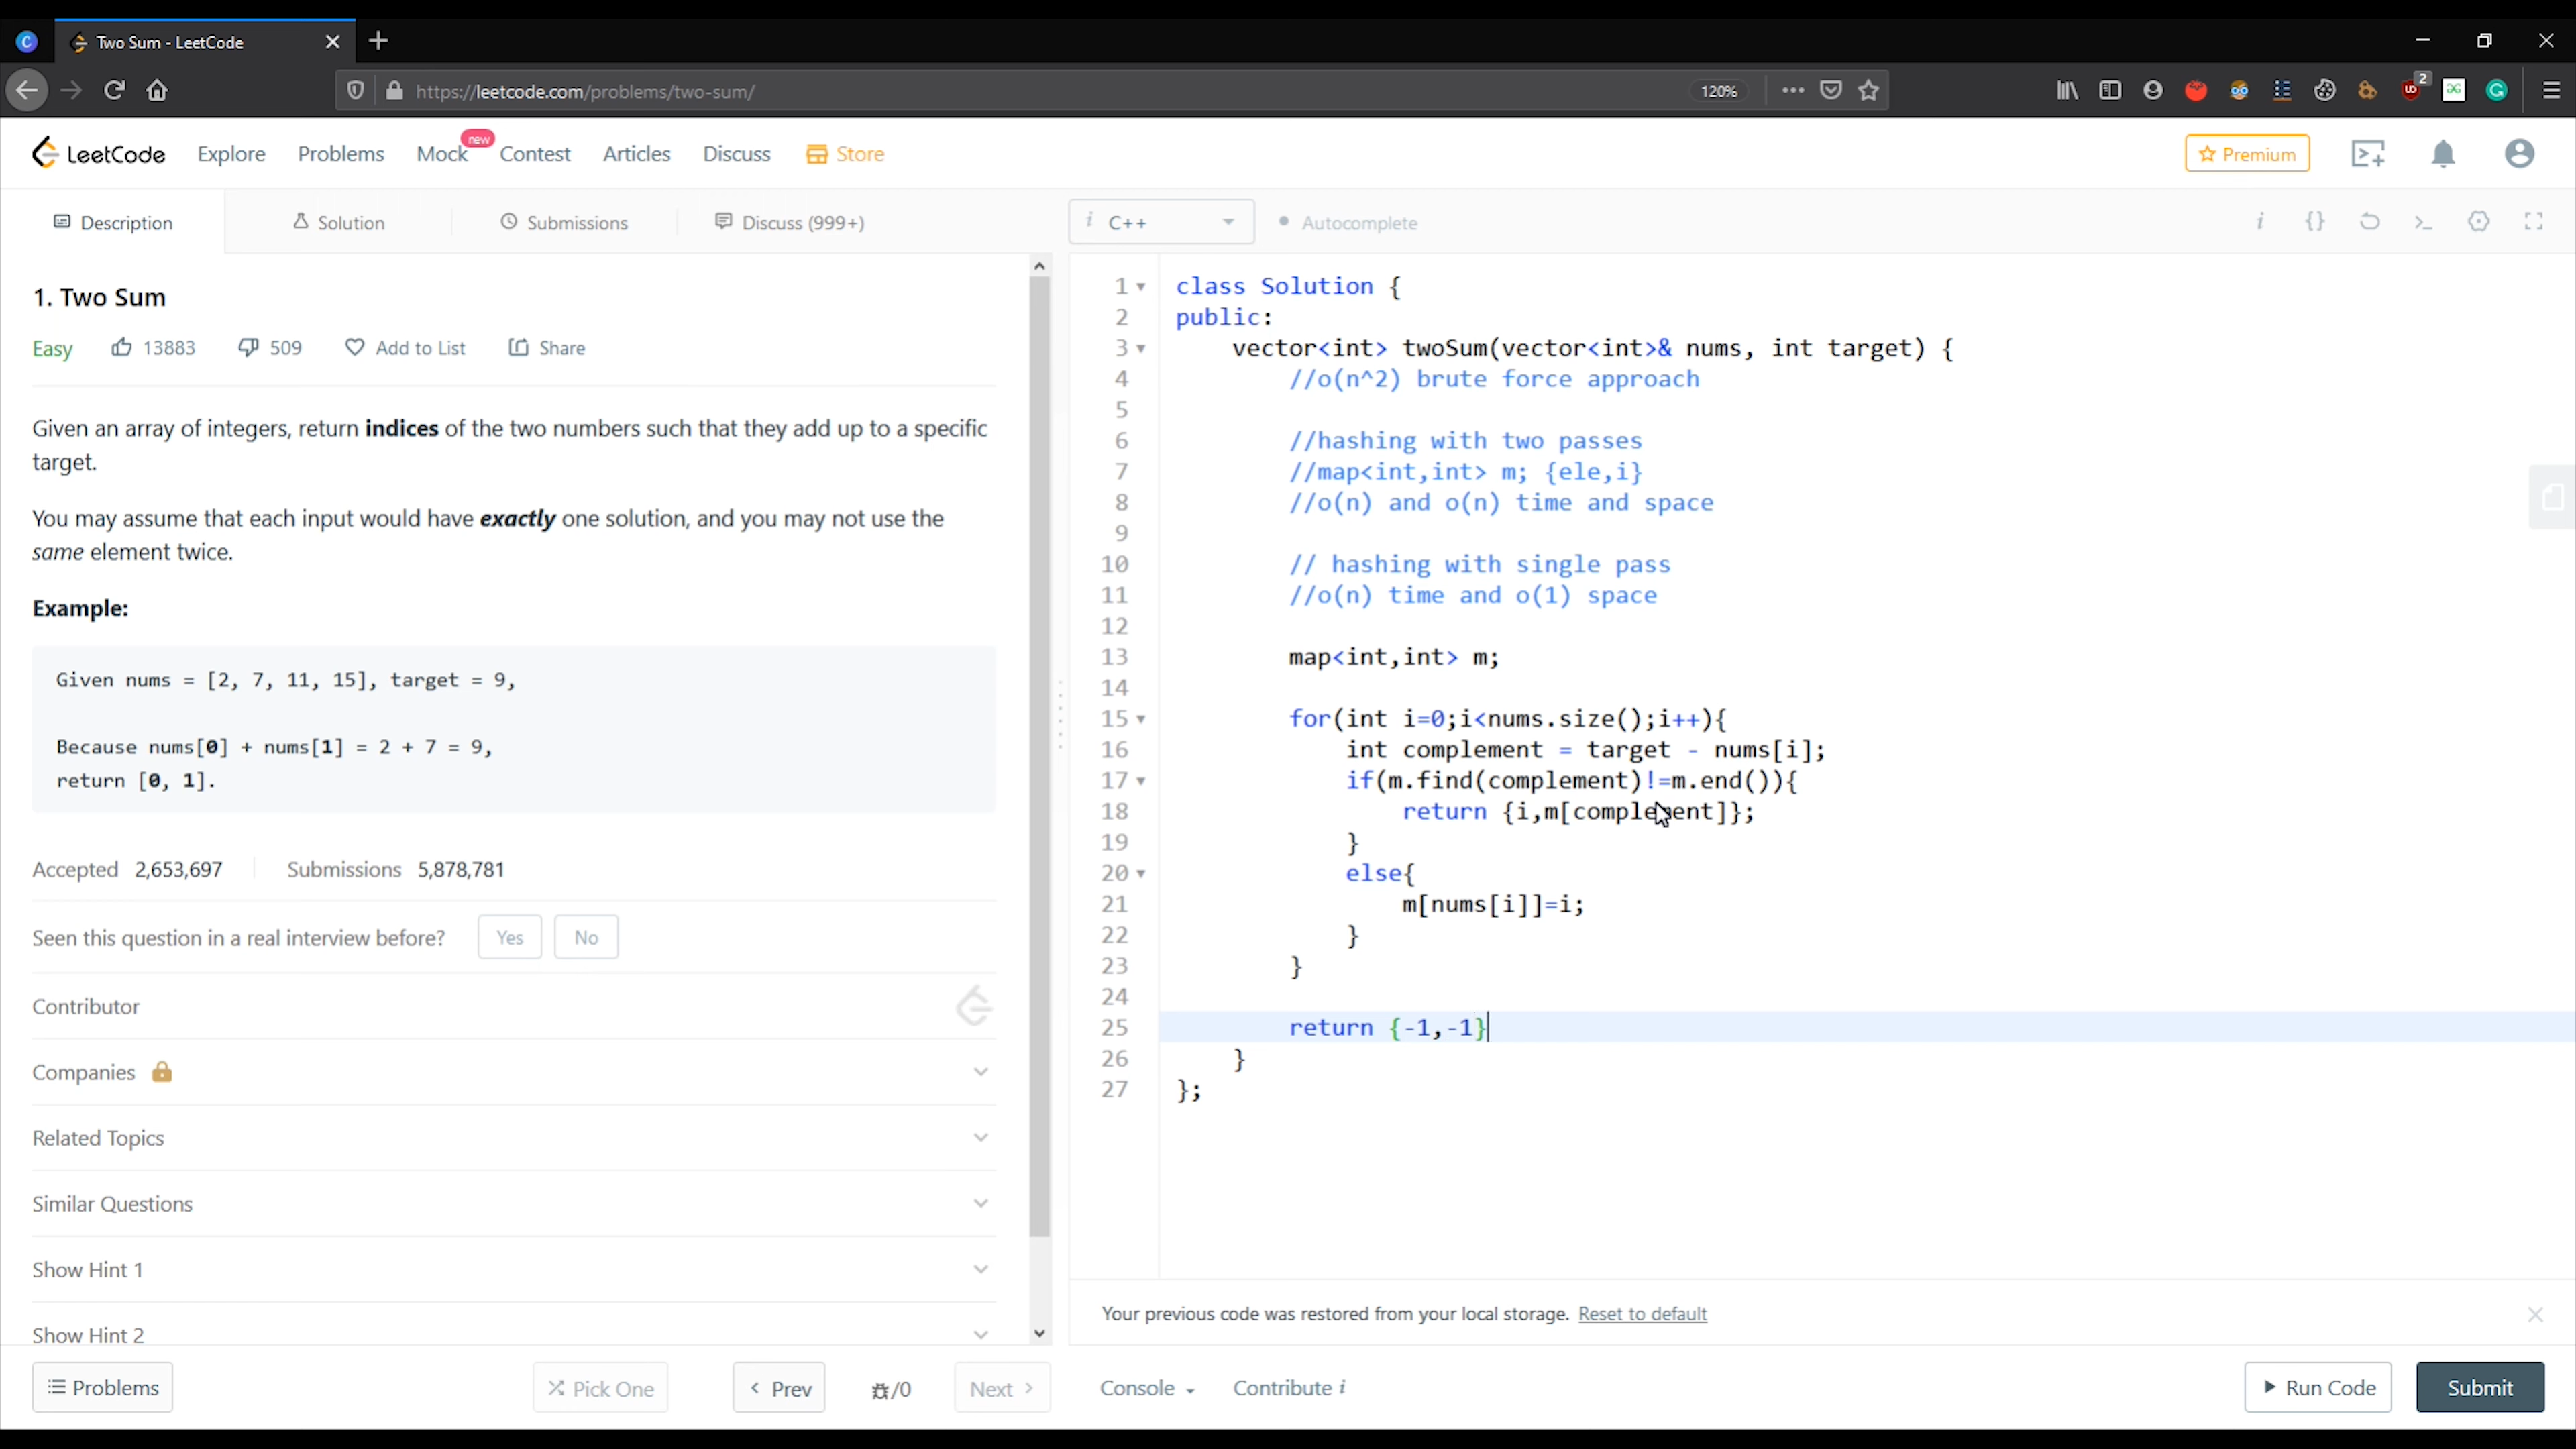 Two Sum - LeetCode
https://leetcode.com/problems/two-sum/
120%
2
LeetCode
Explore
Problems
Mock
new
Contest
Articles
Discuss
Store
Premium
Description
Solution
Submissions
Discuss (999+)
i C++
Autocomplete
i {}
1. Two Sum
Easy
13883
509
Add to List
Share
Given an array of integers, return indices of the two numbers such that they add up to a specific
target.
You may assume that each input would have exactly one solution, and you may not use the
same element twice.
Example:
Given nums = [2, 7, 11, 15], target = 9,
Because nums[0] + nums[1] = 2 + 7 = 9,
return [0, 1].
Accepted 2,653,697
Submissions 5,878,781
Seen this question in a real interview before?
Yes
No
Contributor
Companies
Related Topics
Similar Questions
Show Hint 1
Show Hint 2
1 class Solution {
2 public:
3 vector<int> twoSum(vector<int>& nums, int target) {
4 //o(n^2) brute force approach
5
6 //hashing with two passes
7 //map<int,int> m; {ele,i}
8 //o(n) and o(n) time and space
9
10 // hashing with single pass
11 //o(n) time and o(1) space
12
13 map<int,int> m;
14
15 for(int i=0;i<nums.size();i++){
16 int complement = target - nums[i];
17 if(m.find(complement)!=m.end()){
18 return {i,m[complement]};
19 }
20 else{
21 m[nums[i]]=i;
22 }
23 }
24
25 return {-1,-1}
26 }
27 };
Your previous code was restored from your local storage. Reset to default
Problems
Pick One
Prev
/0
Next
Console
Contribute i
Run Code
Submit